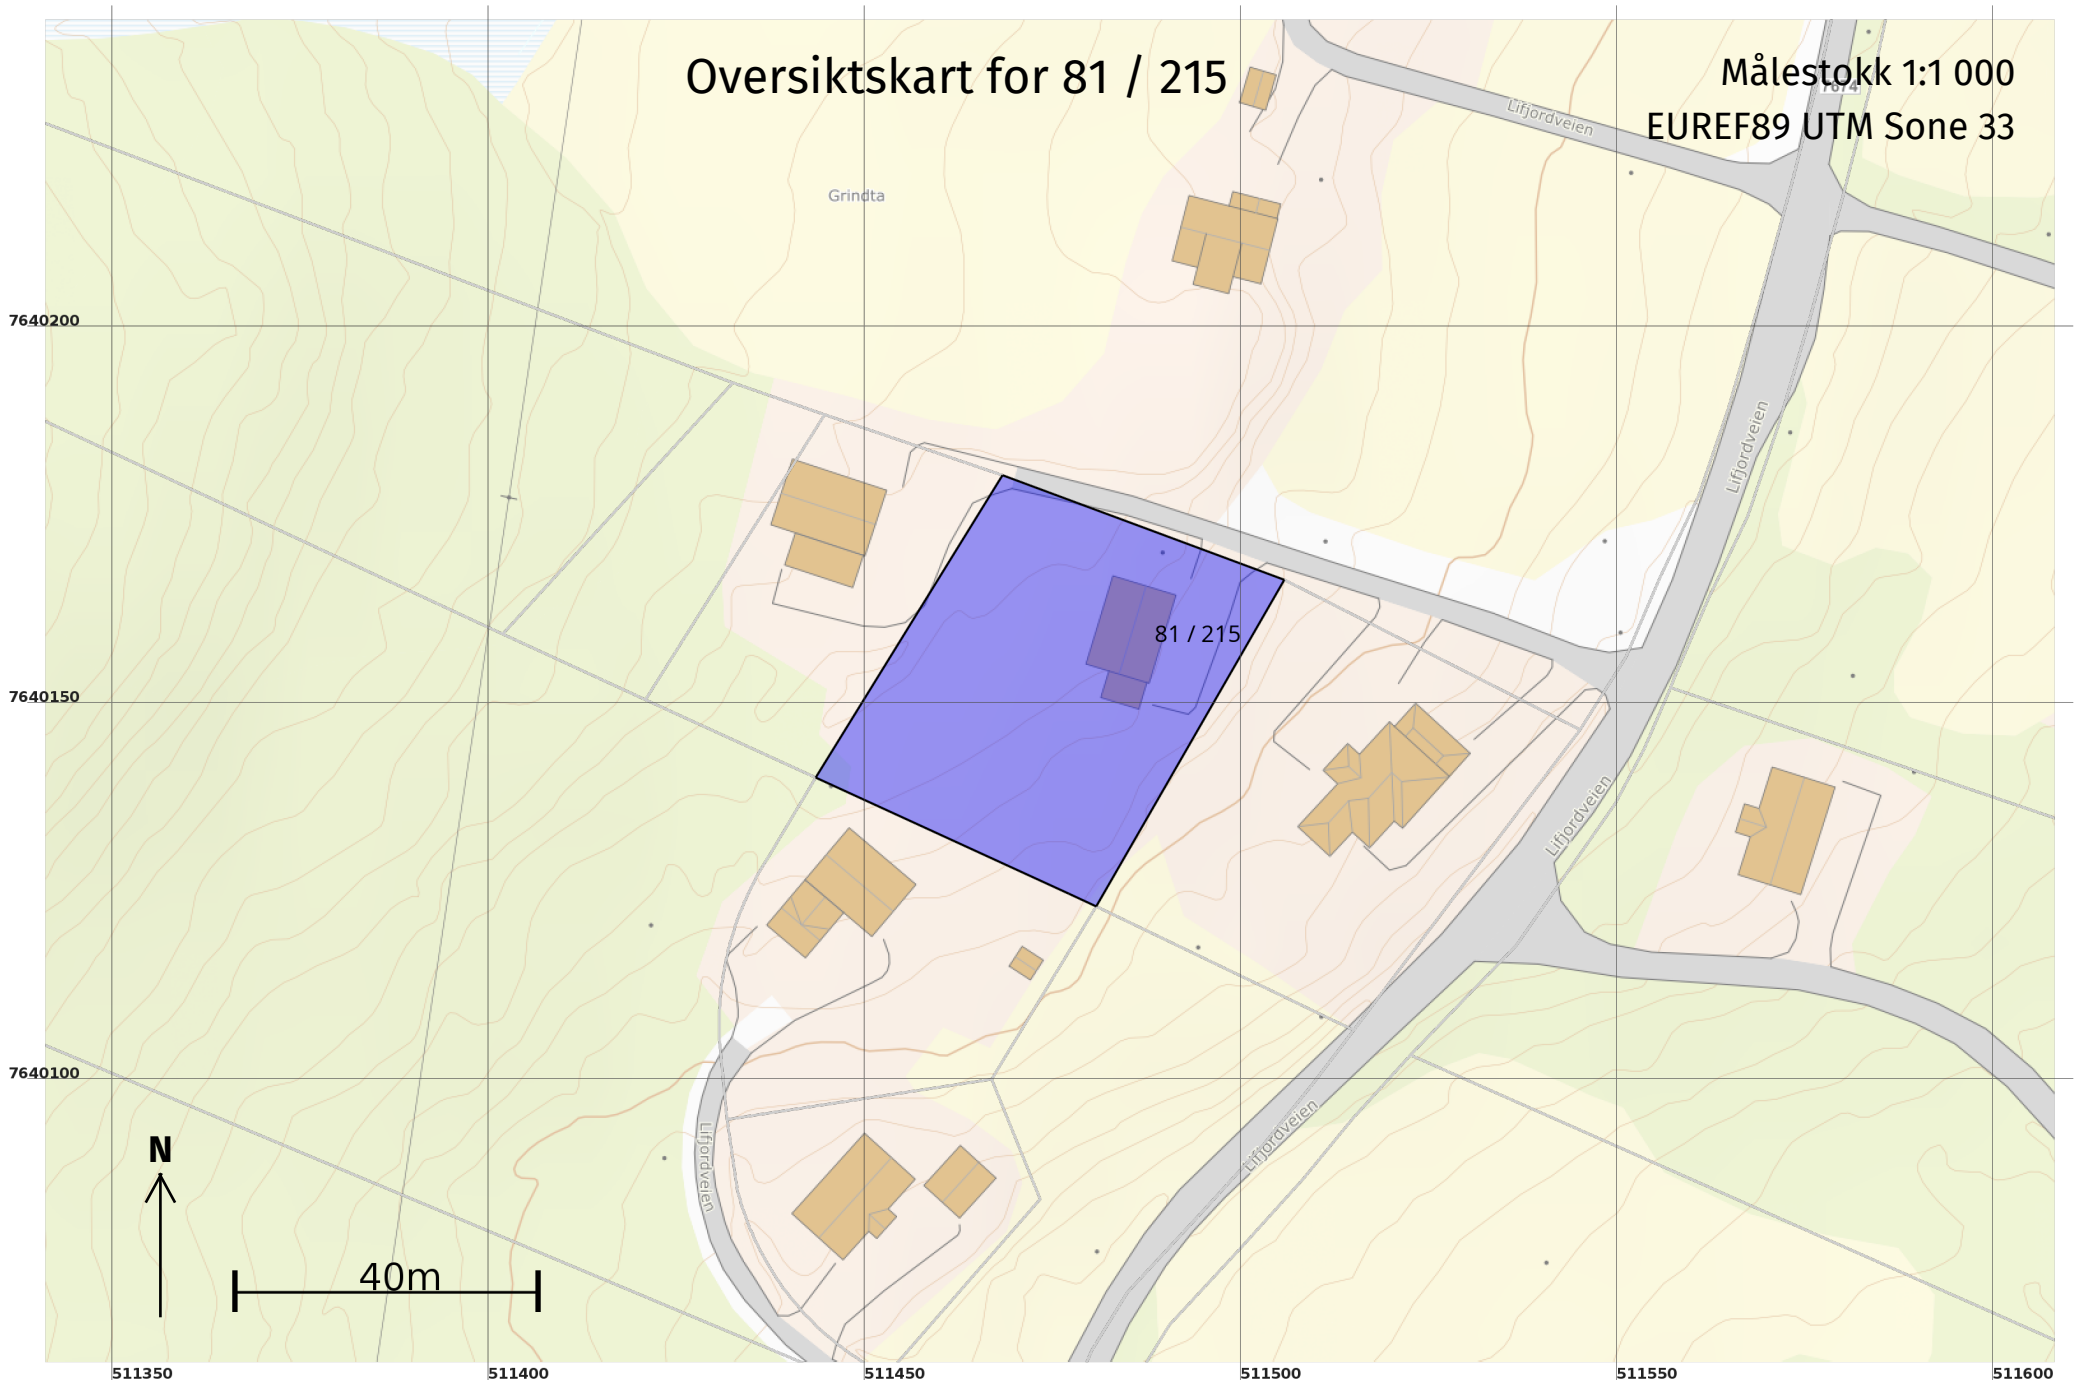 Oversiktskart for 81 / 215
Målestokk 1:1 000
7674
EUREF89 UTM Sone 33
Lifjordveien
Grindta
7640200
Lifjordveien
81 / 215
7640150
Lifjordveien
7640100
Lifjordveien
Lifjordveien
N
40m
511350
511400
511450
511500
511550
511600